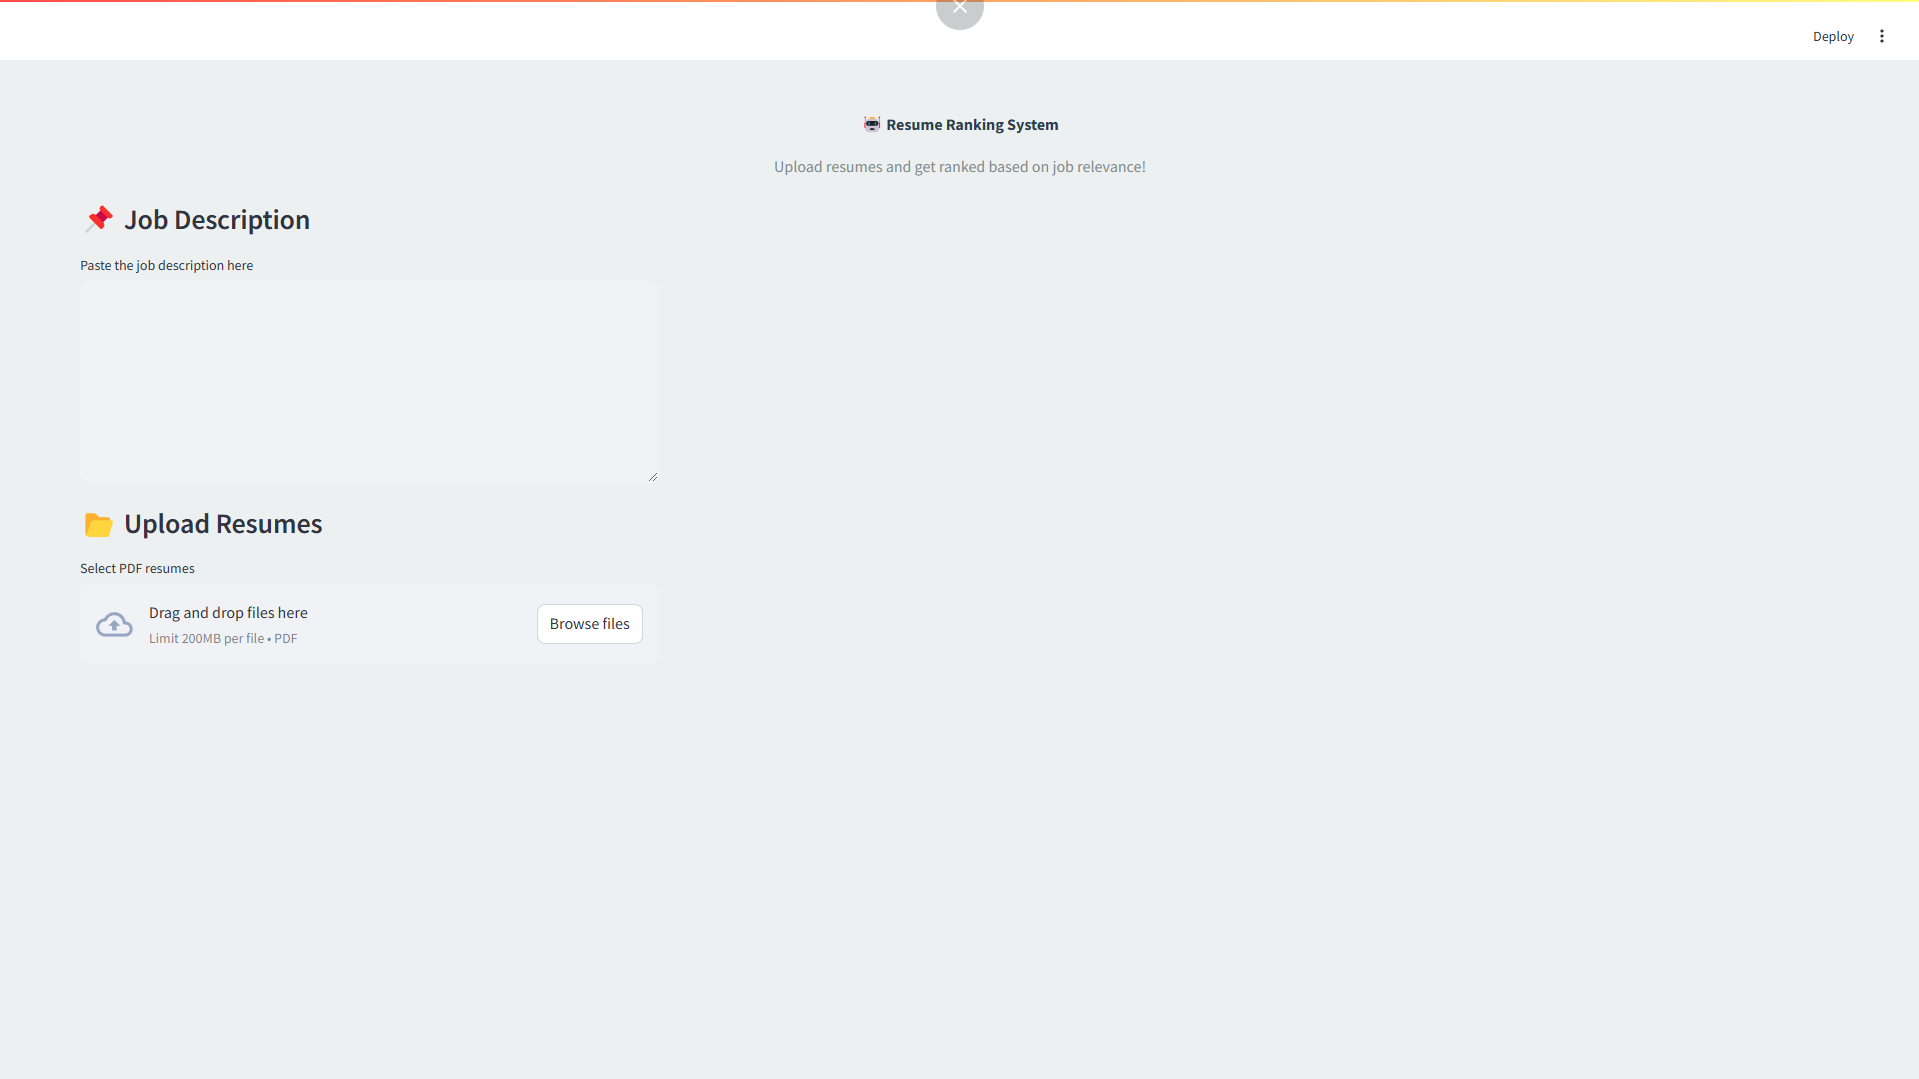 Deploy
Resume Ranking System
Upload resumes and get ranked based on job relevance!
Job Description
Paste the job description here
Upload Resumes
Select PDF resumes
Drag and drop files here
Limit 200MB per file • PDF
Browse files